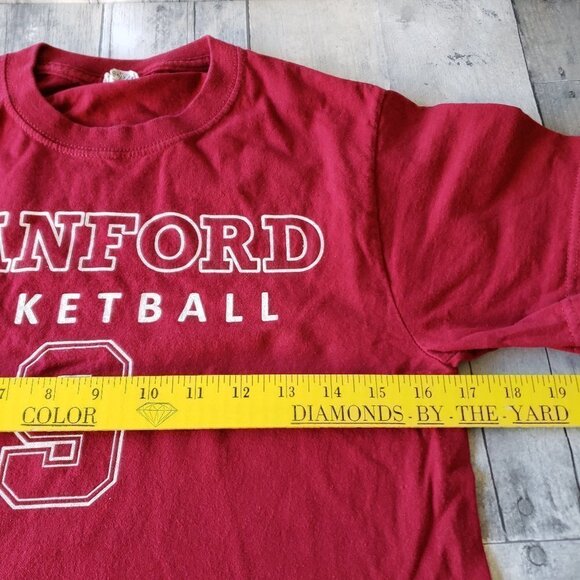 ANFORD
KETBALL
S
7 8 9 10 11 12 13 14 15 16 17 18 19
COLOR DIAMONDS - BY - THE - YARD